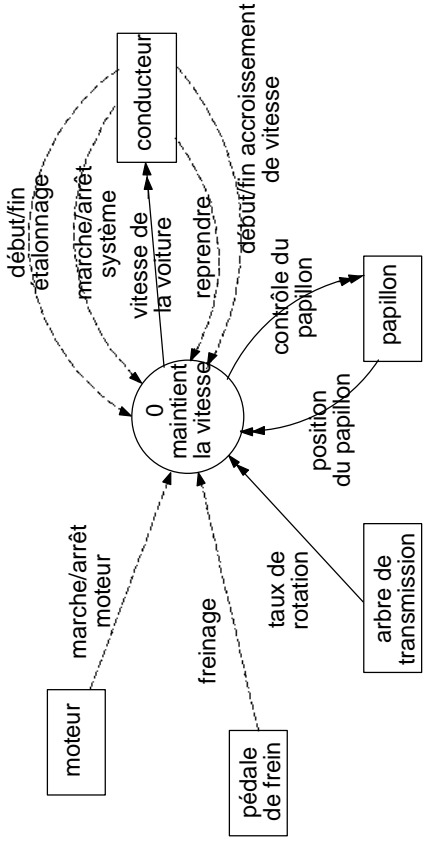 début/fin
étalonnage
marche/arrêt
système
vitesse de
la voiture
reprendre
début/fin accroissement
de vitesse
conducteur
0
maintient
la vitesse
contrôle du
papillon
papillon
position
du papillon
marche/arrêt
moteur
moteur
freinage
pédale
de frein
taux de
rotation
arbre de
transmission